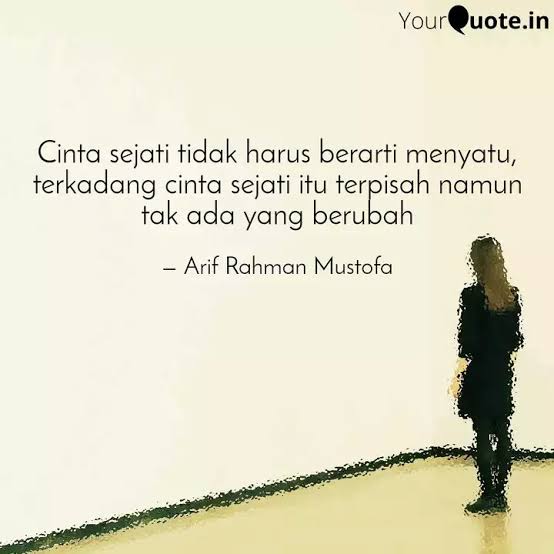 YourQuote.in
Cinta sejati tidak harus berarti menyatu,
terkadang cinta sejati itu terpisah namun
tak ada yang berubah
– Arif Rahman Mustofa